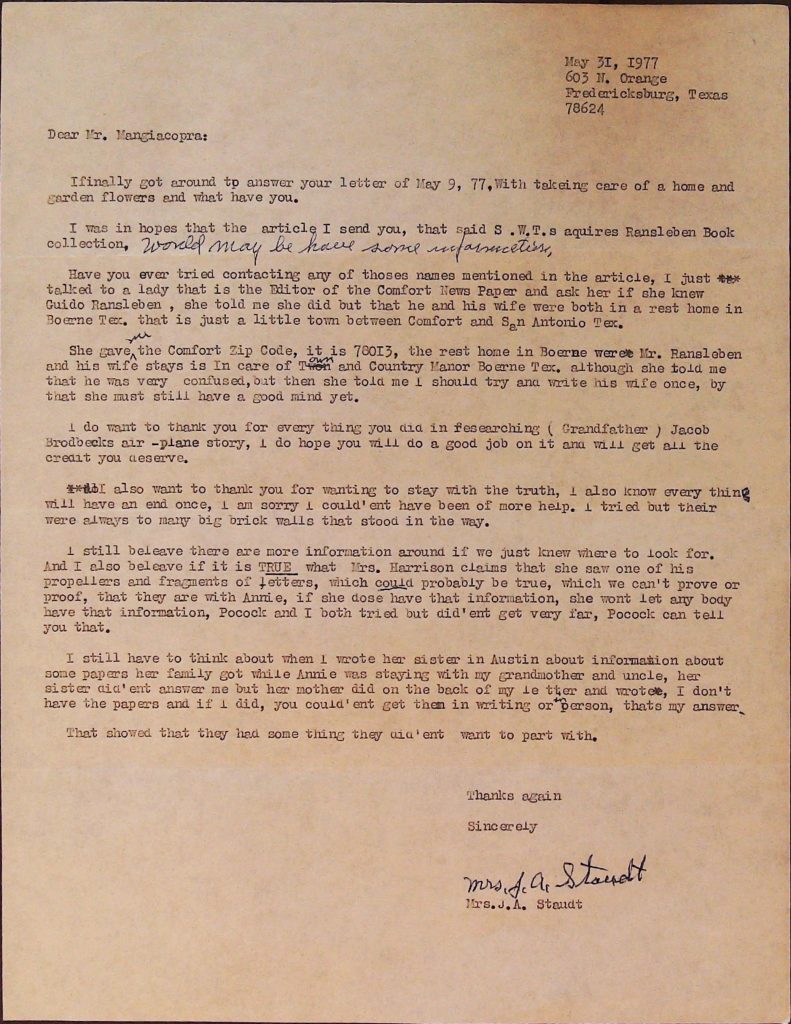 May 31, 1977
603 N. Orange
Fredericksburg, Texas
78624
Dear Mr. Mangiacopra:
Ifinally got around to answer your letter of May 9, 77,With takeing care of a home and
garden flowers and what have you.
I was in hopes that the article I send you, that said S .W.T.s aquires Ransleben Book
collection, would may be have some information,
Have you ever tried contacting any of thoses names mentioned in the article, I just
talked to a lady that is the Editor of the Comfort News Paper and ask her if she knew
Guido Ransleben , she told me she did but that he and his wife were both in a rest home in
Boerne Tex. that is just a little town between Comfort and San Antonio Tex.
She gave me the Comfort Zip Code, it is 78013, the rest home in Boerne were Mr. Ransleben
and his wife stays is In care of Town and Country Manor Boerne Tex. although she told me
that he was very confused,but then she told me I should try and write his wife once, by
that she must still have a good mind yet.
I do want to thank you for every thing you did in Researching ( Grandfather ) Jacob
Brodbecks air -plane story, I do hope you will do a good job on it and will get all the
credit you deserve.
I also want to thank you for wanting to stay with the truth, I also know every thing
will have an end once, I am sorry I could'ent have been of more help. I tried but their
were always to many big brick walls that stood in the way.
I still beleave there are more information around if we just knew where to look for.
And I also beleave if it is TRUE what Mrs. Harrison claims that she saw one of his
propellers and fragments of letters, which could probably be true, which we can't prove or
proof, that they are with Annie, if she dose have that information, she wont let any body
have that information, Pocock and I both tried but did'ent get very far, Pocock can tell
you that.
I still have to think about when I wrote her sister in Austin about information about
some papers her family got while Annie was staying with my grandmother and uncle, her
sister did'ent answer me but her mother did on the back of my letter and wrote, I don't
have the papers and if I did, you could'ent get them in writing or in person, thats my answer.
That showed that they had some thing they did'ent want to part with.
Thanks again
Sincerely
Mrs. J. A. Staudt
Mrs.J.A. Staudt